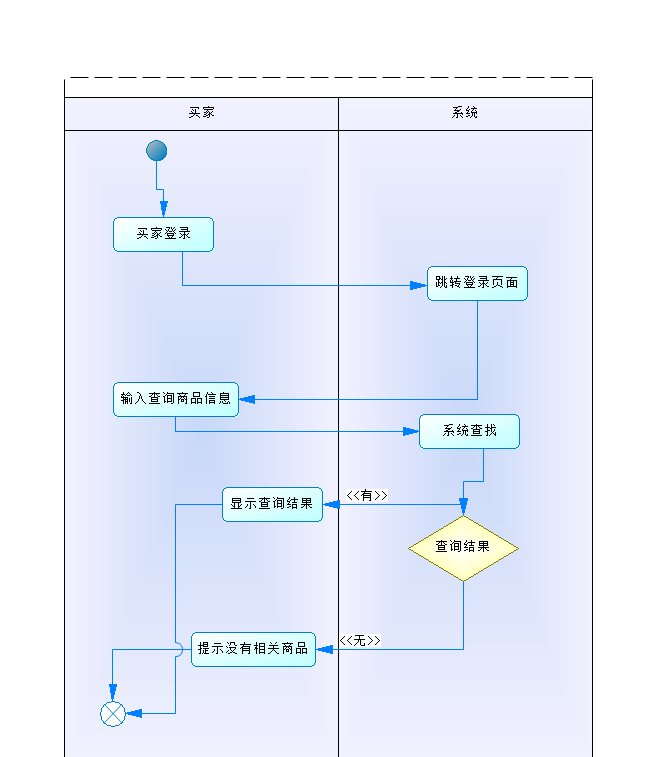 买家
系统
买家登录
跳转登录页面
输入查询商品信息
系统查找
显示查询结果
<<有>>
查询结果
<<无>>
提示没有相关商品